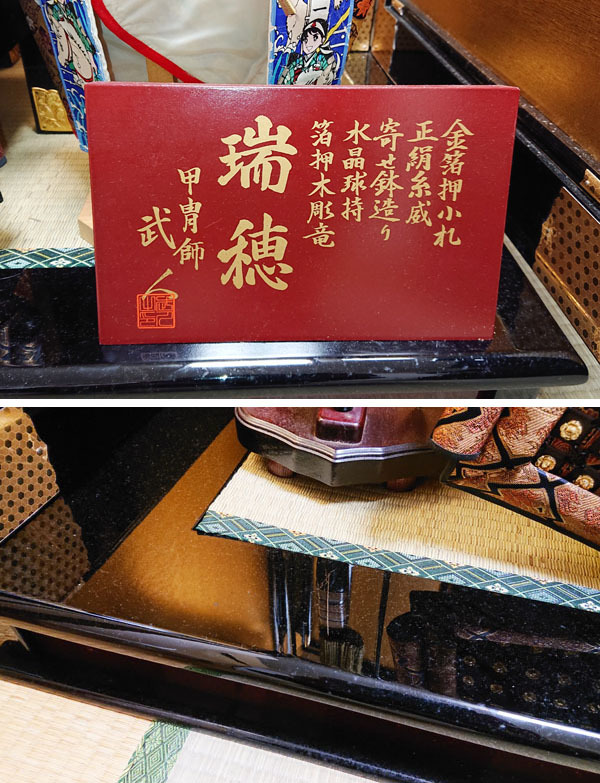 金箔押小札
正絹糸威
寄せ鉢造り
水晶球持
箔押木彫竜
瑞穂
甲冑師
武人